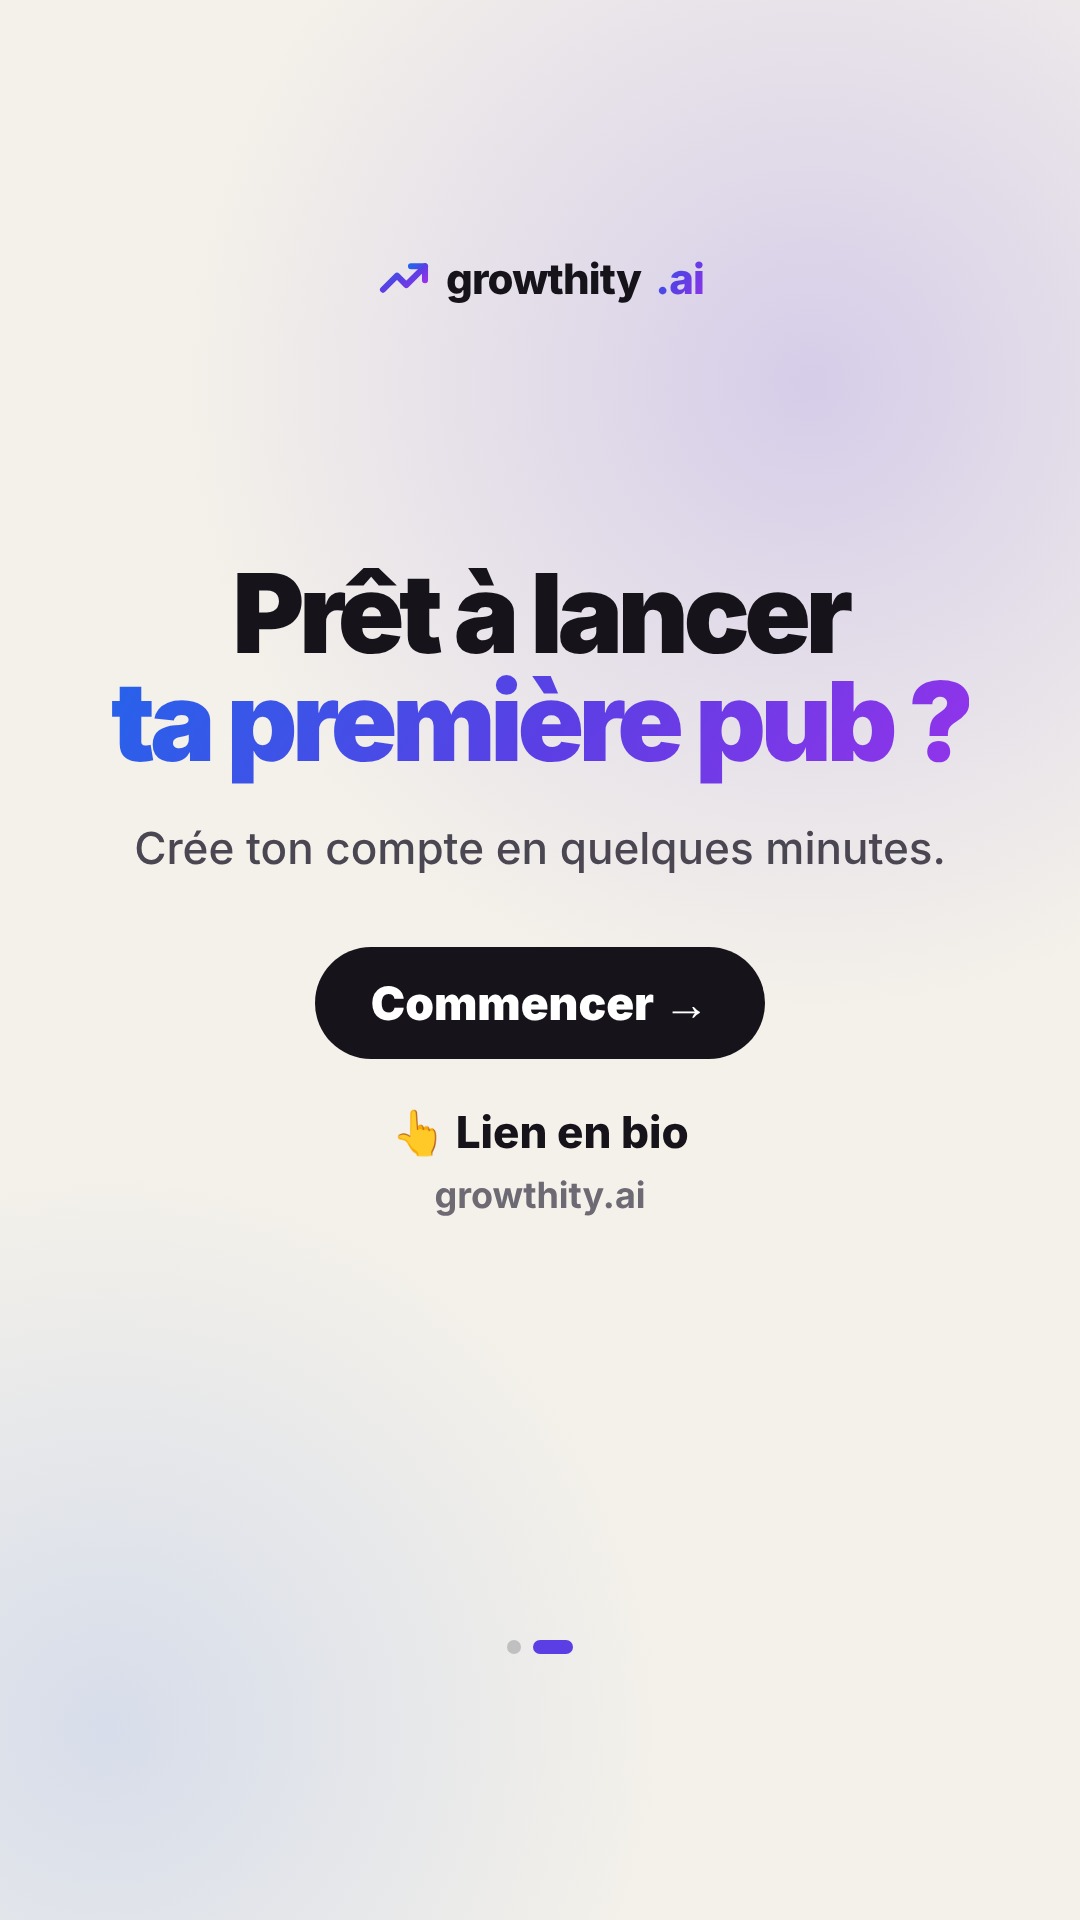 growthity .ai
Prêt à lancer
ta première pub ?
Crée ton compte en quelques minutes.
Commencer →
👆 Lien en bio
growthity.ai